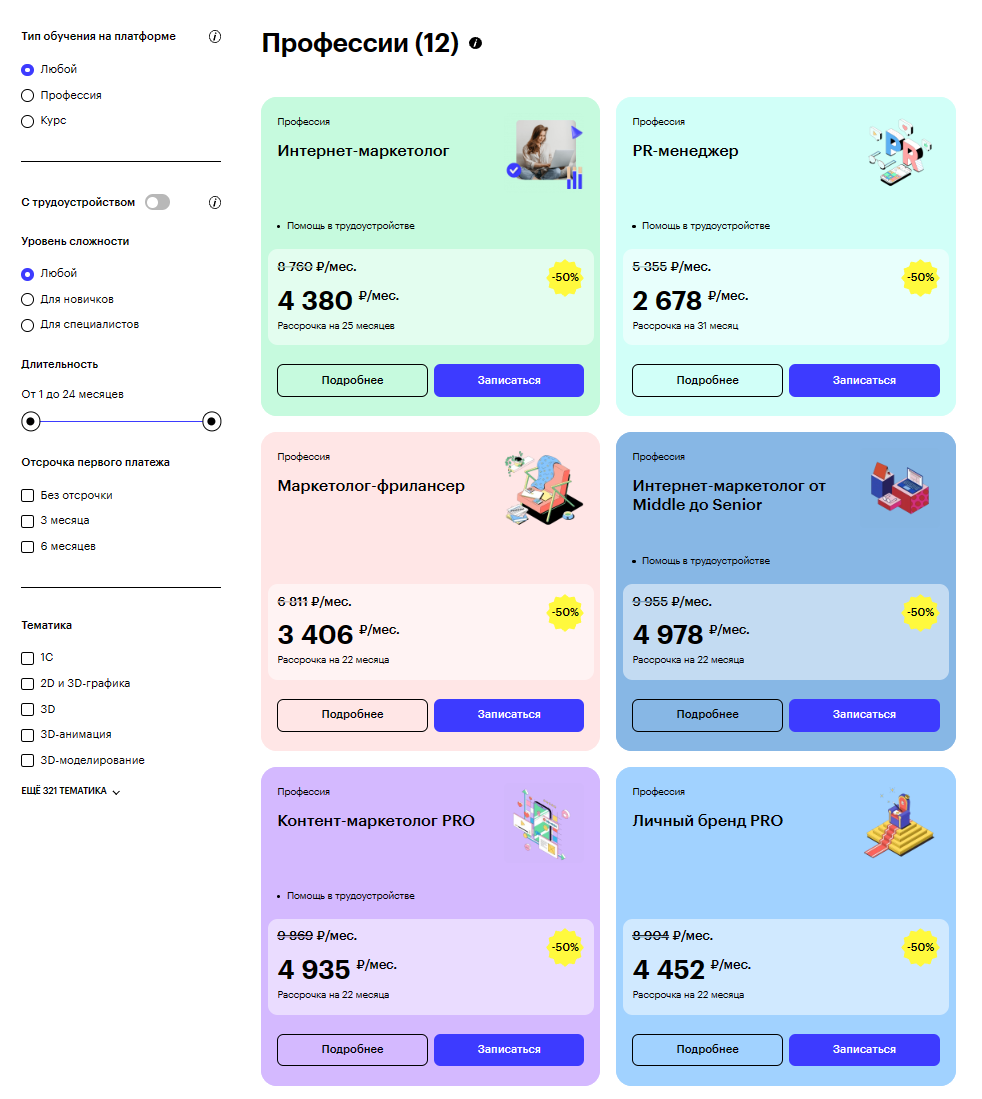 Тип обучения на платформе
Любой
Профессия
Курс
С трудоустройством
Уровень сложности
Любой
Для новичков
Для специалистов
Длительность
От 1 до 24 месяцев
Отсрочка первого платежа
Без отсрочки
3 месяца
6 месяцев
Тематика
1С
2D и 3D-графика
3D
3D-анимация
3D-моделирование
ЕЩЁ 321 ТЕМАТИКА
Профессии (12)
Профессия
Интернет-маркетолог
Помощь в трудоустройстве
8 760 ₽/мес.
-50%
4 380 ₽/мес.
Рассрочка на 25 месяцев
Подробнее
Записаться
Профессия
PR-менеджер
PR
Помощь в трудоустройстве
5 355 ₽/мес.
-50%
2 678 ₽/мес.
Рассрочка на 31 месяц
Подробнее
Записаться
Профессия
Маркетолог-фрилансер
6 811 ₽/мес.
-50%
3 406 ₽/мес.
Рассрочка на 22 месяца
Подробнее
Записаться
Профессия
Интернет-маркетолог от
Middle до Senior
Помощь в трудоустройстве
9 955 ₽/мес.
-50%
4 978 ₽/мес.
Рассрочка на 22 месяца
Подробнее
Записаться
Профессия
Контент-маркетолог PRO
Помощь в трудоустройстве
9 869 ₽/мес.
-50%
4 935 ₽/мес.
Рассрочка на 22 месяца
Подробнее
Записаться
Профессия
Личный бренд PRO
8 904 ₽/мес.
-50%
4 452 ₽/мес.
Рассрочка на 22 месяца
Подробнее
Записаться